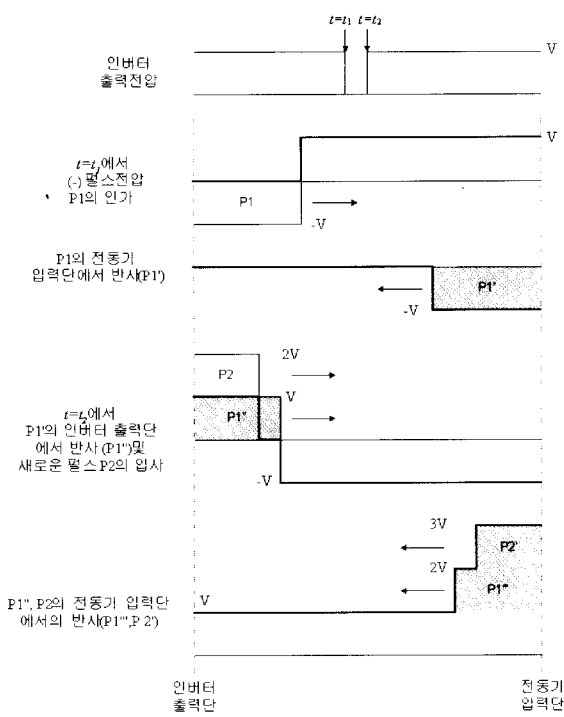 t=t₁ t=t₂
V
인버터
출력전압
V
t=t₁에서
(-) 펄스전압
P1의 인가
P1
-V
P1의 전동기
입력단에서 반사(P1')
P1'
-V
2V
P2
V
P1"
t=t₂에서
P1'의 인버터 출력단
에서 반사 (P1")및
새로운 펄스 P2의 입사
-V
3V
P2'
2V
P1"'
P1", P2의 전동기 입력단
에서의 반사(P1"',P 2')
V
인버터
출력단
전동기
입력단